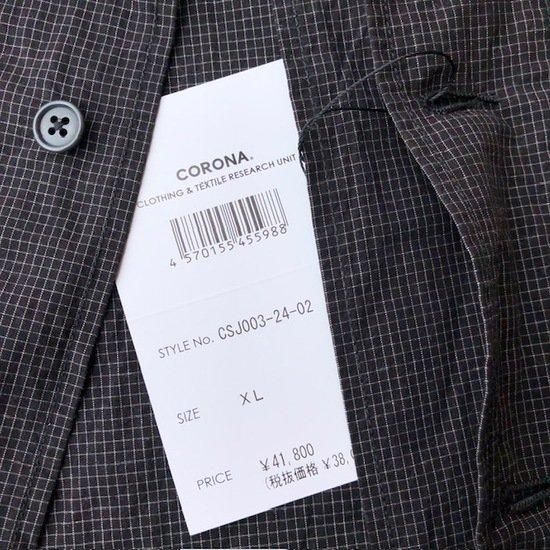 CORONA.
CLOTHING & TEXTILE RESEARCH UNIT
4 570155 455988
STYLE No. CSJ003-24-02
SIZE XL
PRICE ¥41,800
(税抜価格 ¥38,